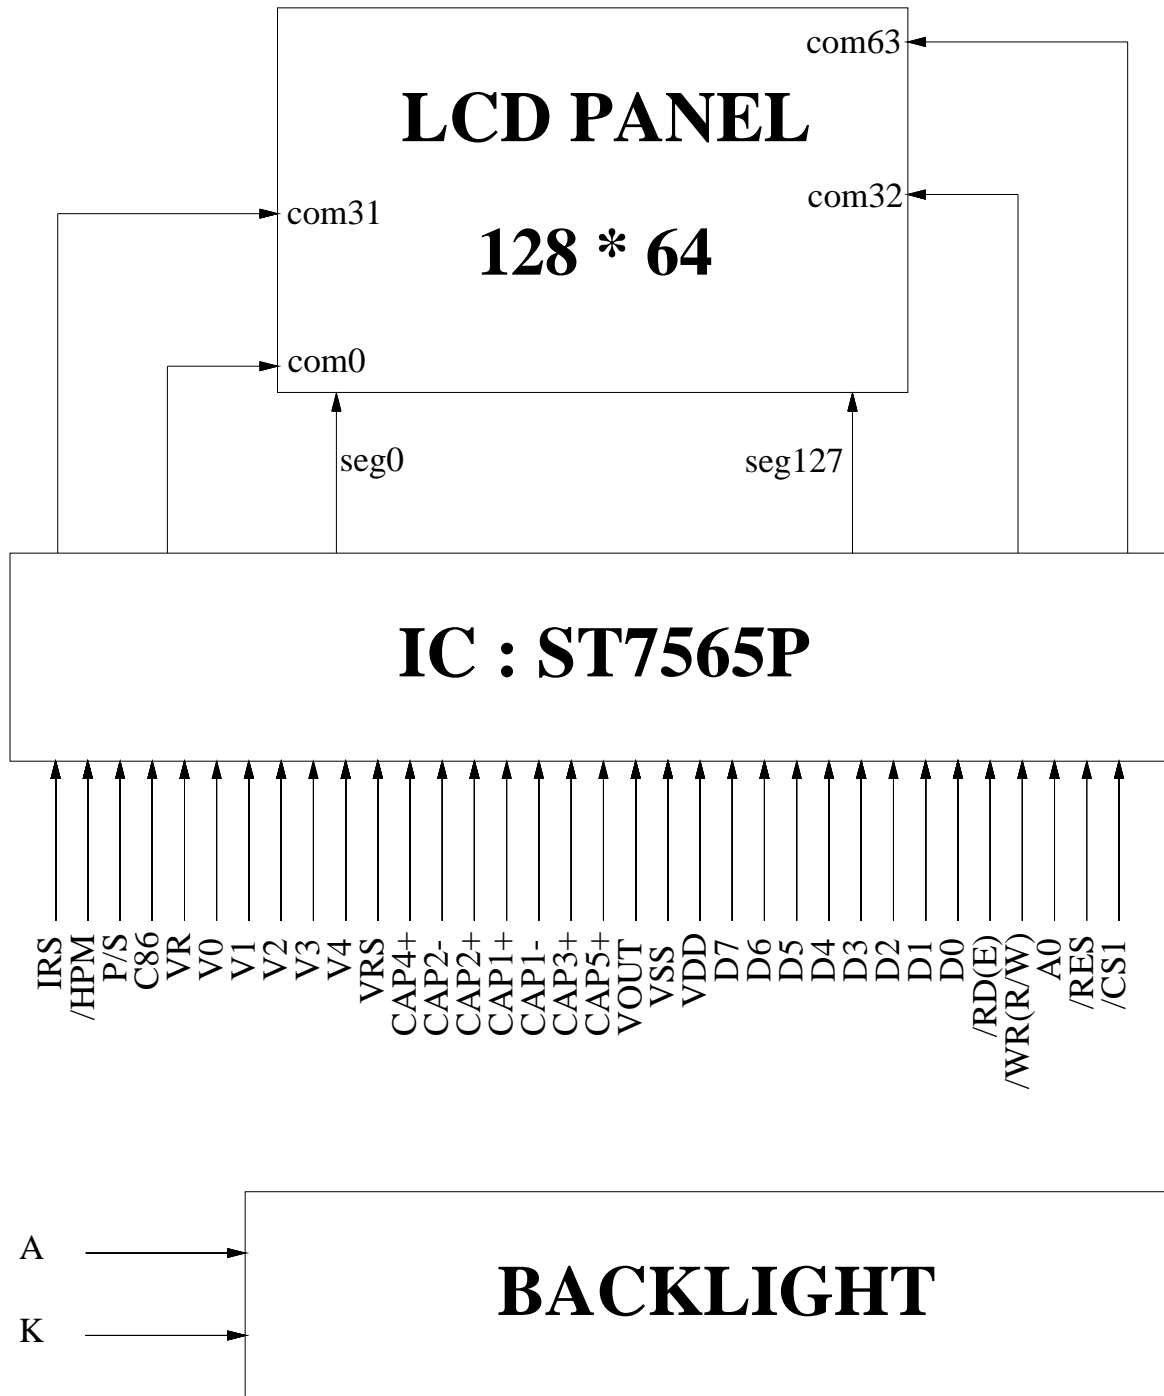 com63
LCD PANEL
com32
com31
128 * 64
com0
seg0
seg127
IC : ST7565P
IRS
/HPM
P/S
C86
VR
V0
V1
V2
V3
V4
VRS
CAP4+
CAP2-
CAP2+
CAP1+
CAP1-
CAP3+
CAP5+
VOUT
VSS
VDD
D7
D6
D5
D4
D3
D2
D1
D0
/RD(E)
/WR(R/W)
A0
/RES
/CS1
A
BACKLIGHT
K